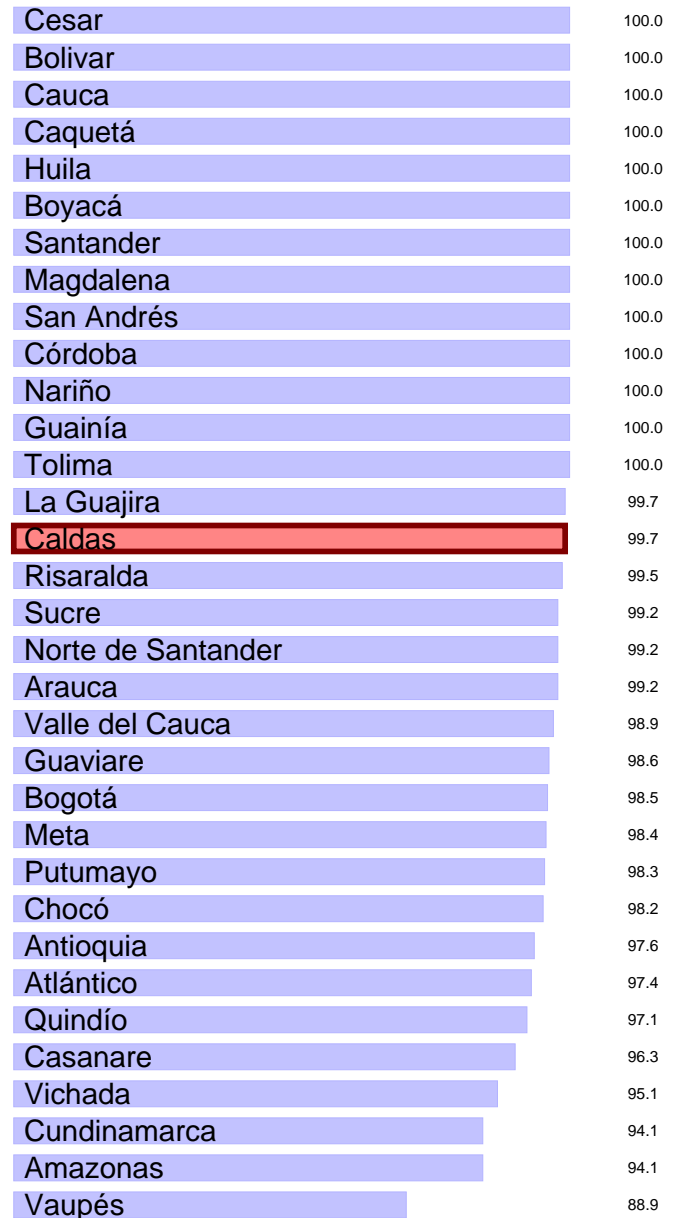 Cesar 100.0
Bolivar 100.0
Cauca 100.0
Caquetá 100.0
Huila 100.0
Boyacá 100.0
Santander 100.0
Magdalena 100.0
San Andrés 100.0
Córdoba 100.0
Nariño 100.0
Guainía 100.0
Tolima 100.0
La Guajira 99.7
Caldas 99.7
Risaralda 99.5
Sucre 99.2
Norte de Santander 99.2
Arauca 99.2
Valle del Cauca 98.9
Guaviare 98.6
Bogotá 98.5
Meta 98.4
Putumayo 98.3
Chocó 98.2
Antioquia 97.6
Atlántico 97.4
Quindío 97.1
Casanare 96.3
Vichada 95.1
Cundinamarca 94.1
Amazonas 94.1
Vaupés 88.9